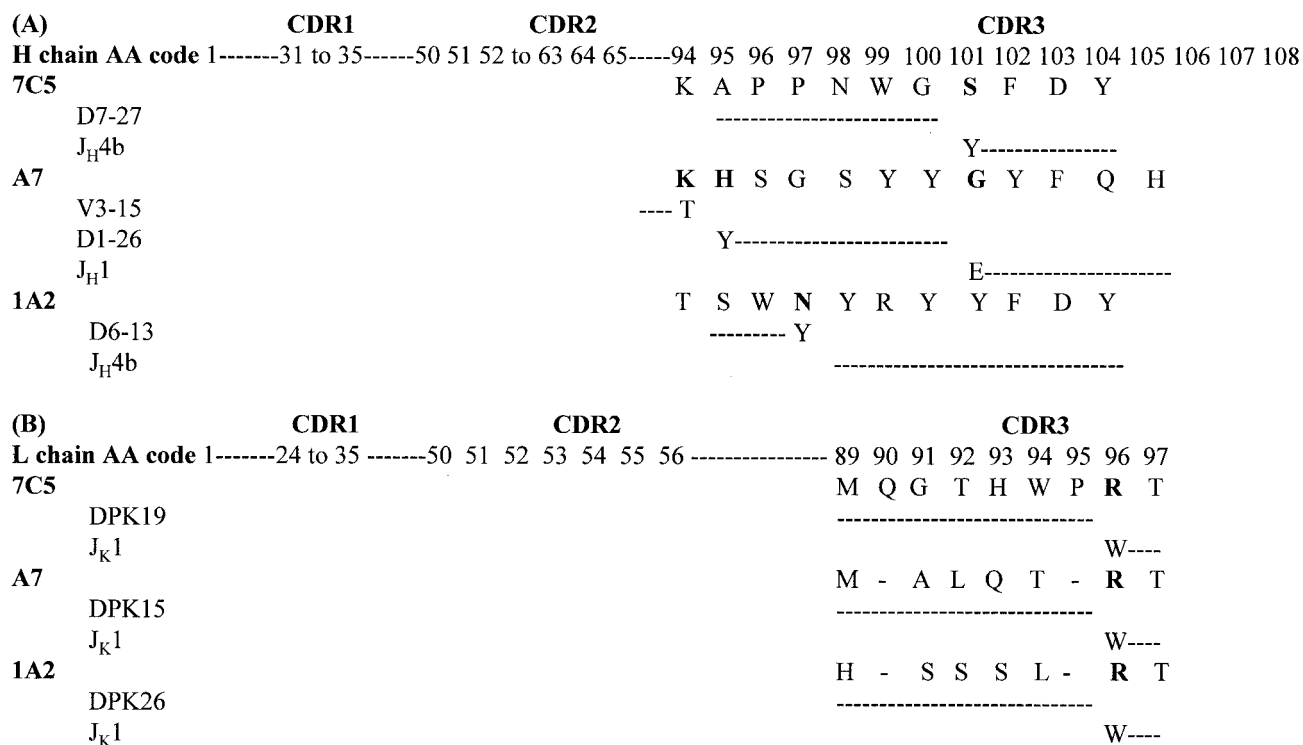 (A) CDR1 CDR2 CDR3
H chain AA code 1-------31 to 35------50 51 52 to 63 64 65-----94 95 96 97 98 99 100 101 102 103 104 105 106 107 108
7C5 K A P P N W G S F D Y
D7-27 ----------------------
JH4b Y----------------
A7 K H S G S Y Y G Y F Q H
V3-15 ----T
D1-26 Y---------------------
JH1 E------------------
1A2 T S W N Y R Y Y F D Y
D6-13 --------Y
JH4b -----------------------------
(B) CDR1 CDR2 CDR3
L chain AA code 1-------24 to 35 ------50 51 52 53 54 55 56 ----------------- 89 90 91 92 93 94 95 96 97
7C5 M Q G T H W P R T
DPK19 --------------------------
JK1 W----
A7 M - A L Q T - R T
DPK15 --------------------------
JK1 W----
1A2 H - S S S L - R T
DPK26 --------------------------
JK1 W----